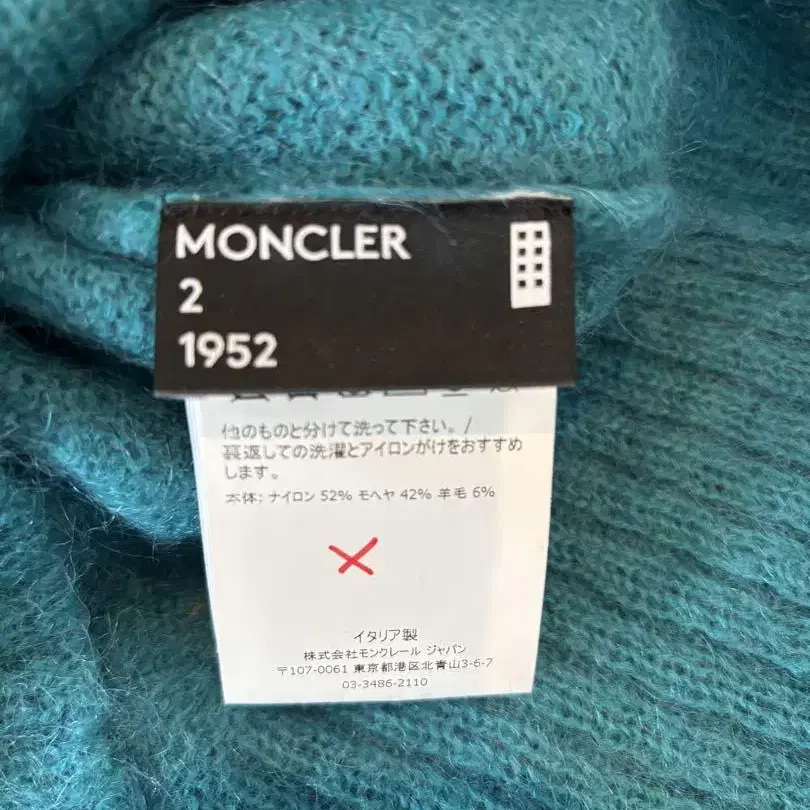 MONCLER
2
1952
他のものと分けて洗って下さい。/
裏返しての洗濯とアイロンがけをおすすめ
します。
本体: ナイロン 52% モヘヤ 42% 羊毛 6%
イタリア製
株式会社モンクレール ジャパン
〒107-0061 東京都港区北青山3-6-7
03-3486-2110